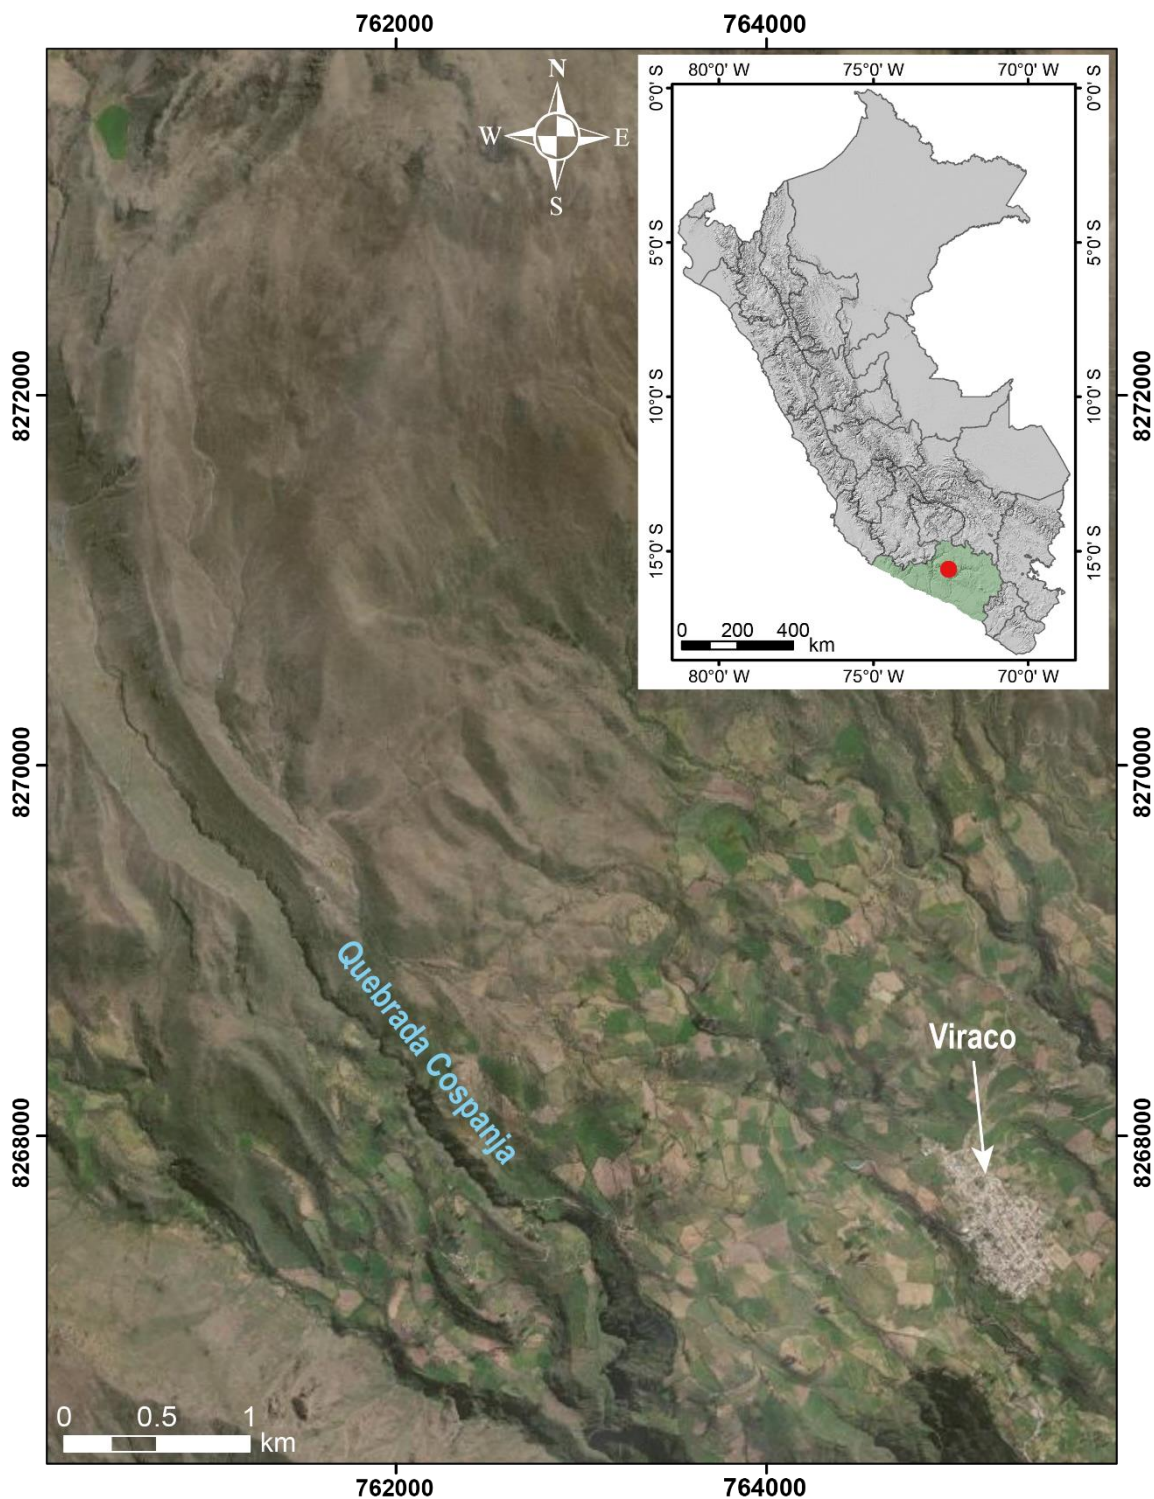 762000 764000
N
W E
S
80°0' W 75°0' W 70°0' W
0°0' S 0°0' S
5°0' S 5°0' S
10°0' S 10°0' S
15°0' S 15°0' S
0 200 400
km
80°0' W 75°0' W 70°0' W
8272000 8272000
8270000 8270000
Quebrada Cospanja
Viraco
8268000 8268000
0 0.5 1
km
762000 764000